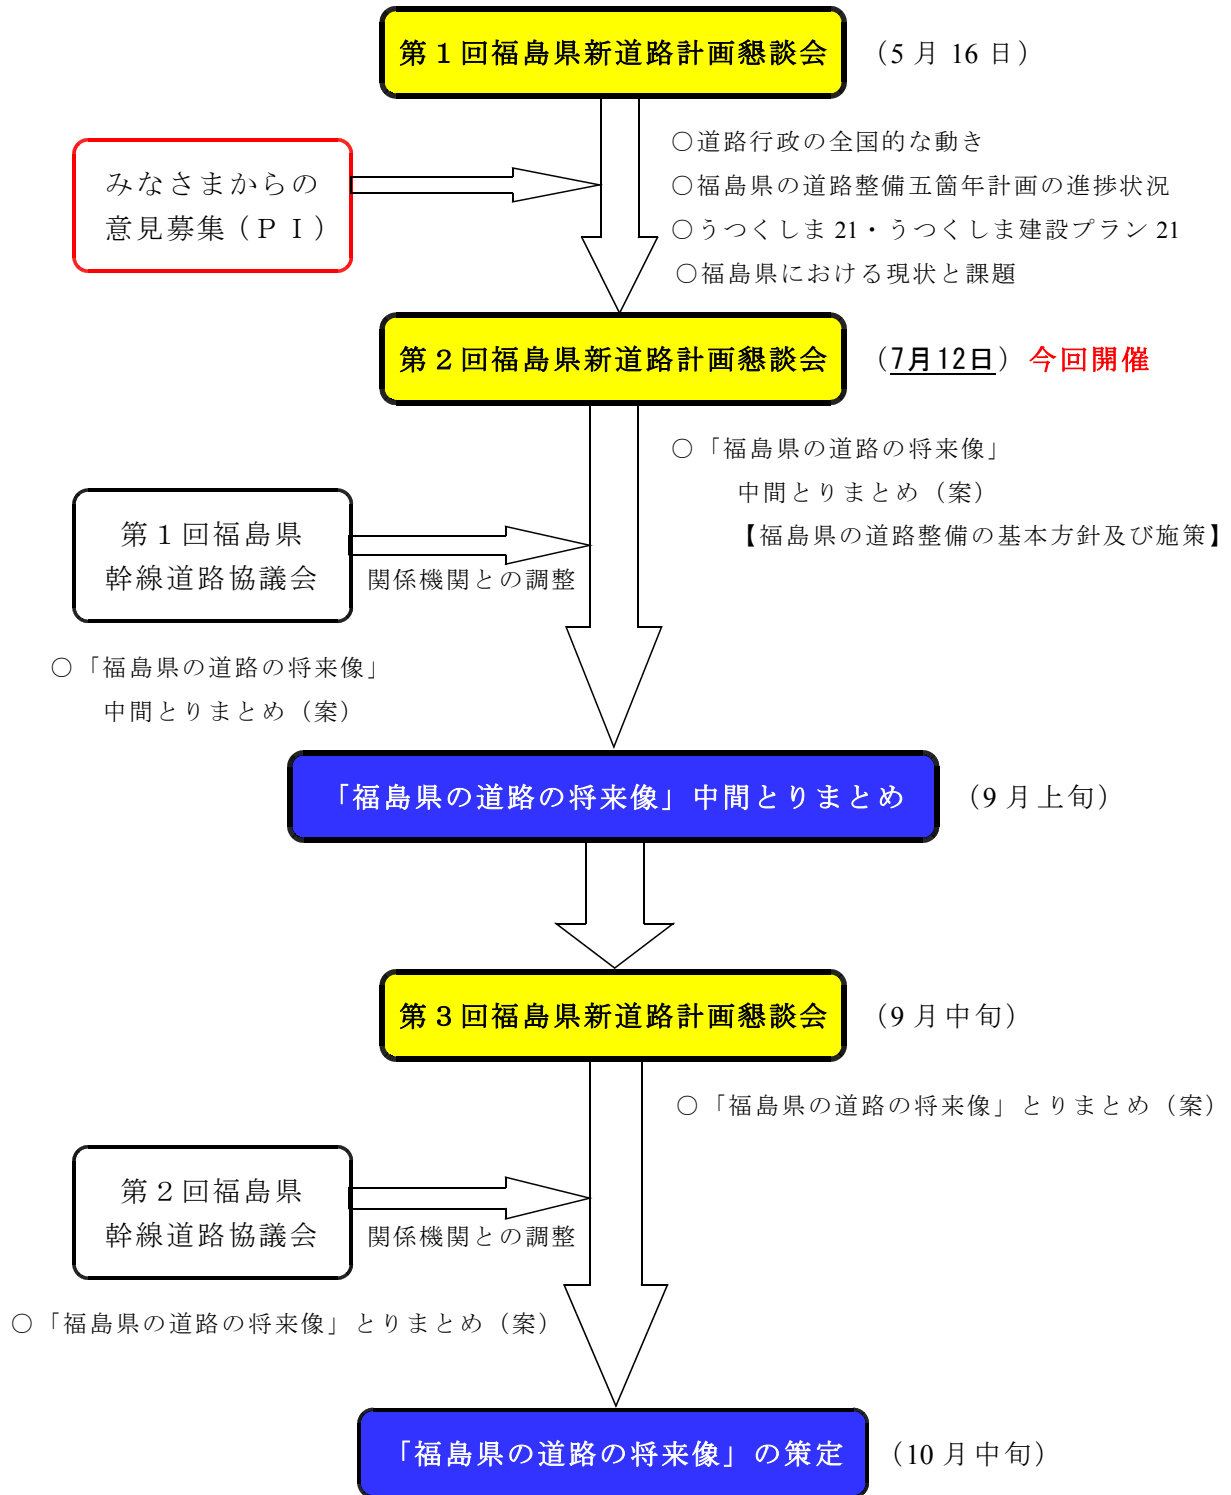 第１回福島県新道路計画懇談会
（5 月 16 日）
○道路行政の全国的な動き
○福島県の道路整備五箇年計画の進捗状況
○うつくしま 21・うつくしま建設プラン 21
○福島県における現状と課題
みなさまからの
意見募集（ＰＩ）
第２回福島県新道路計画懇談会
（7月12日） 今回開催
○「福島県の道路の将来像」
中間とりまとめ（案）
【福島県の道路整備の基本方針及び施策】
第１回福島県
幹線道路協議会
関係機関との調整
○「福島県の道路の将来像」
中間とりまとめ（案）
「福島県の道路の将来像」中間とりまとめ
（9 月上旬）
第３回福島県新道路計画懇談会
（9 月中旬）
○「福島県の道路の将来像」とりまとめ（案）
第２回福島県
幹線道路協議会
関係機関との調整
○「福島県の道路の将来像」とりまとめ（案）
「福島県の道路の将来像」の策定
（10 月中旬）